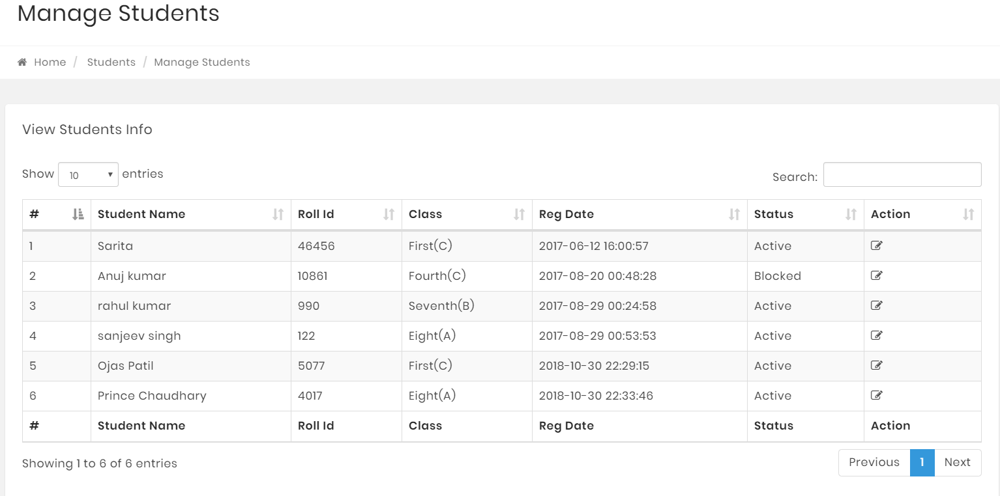 Manage Students
Home / Students / Manage Students
View Students Info
Show 10 entries
Search:
# Student Name Roll Id Class Reg Date Status Action
1 Sarita 46456 First(C) 2017-06-12 16:00:57 Active
2 Anuj kumar 10861 Fourth(C) 2017-08-20 00:48:28 Blocked
3 rahul kumar 990 Seventh(B) 2017-08-29 00:24:58 Active
4 sanjeev singh 122 Eight(A) 2017-08-29 00:53:53 Active
5 Ojas Patil 5077 First(C) 2018-10-30 22:29:15 Active
6 Prince Chaudhary 4017 Eight(A) 2018-10-30 22:33:46 Active
# Student Name Roll Id Class Reg Date Status Action
Showing 1 to 6 of 6 entries
Previous 1 Next